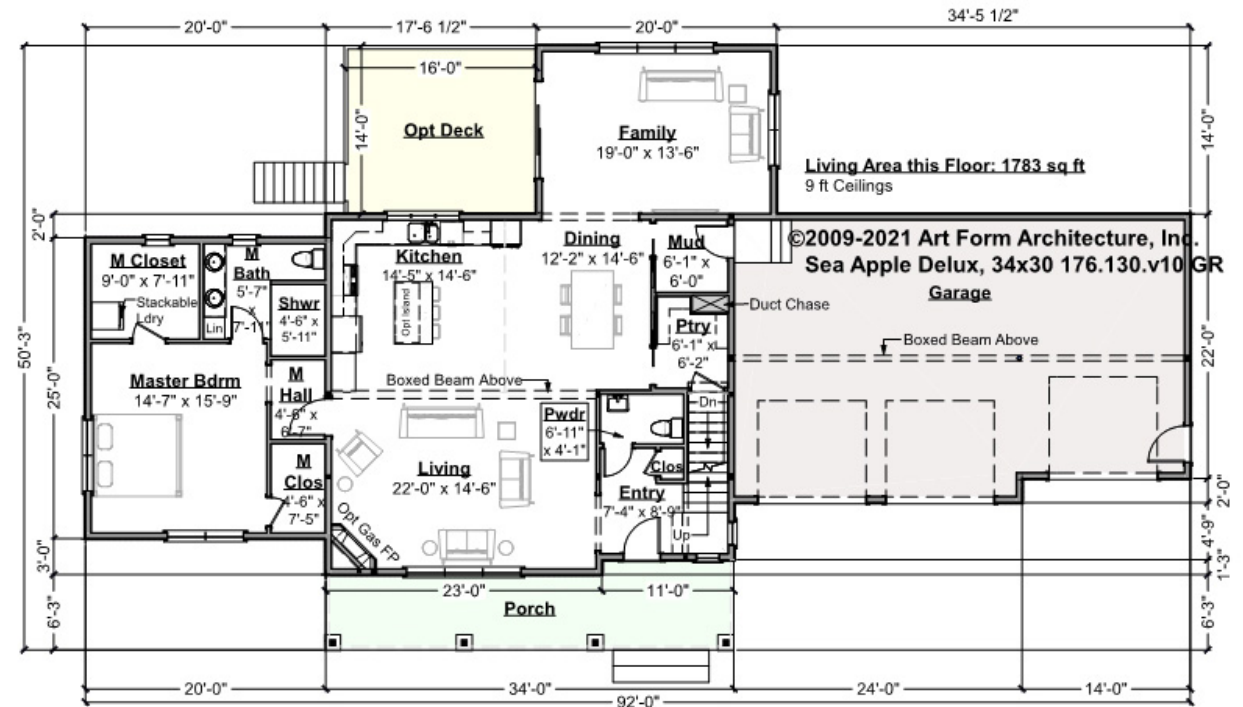 20'-0"
17'-6 1/2"
20'-0"
34'-5 1/2"
16'-0"
14'-0"
Opt Deck
Family
19'-0" x 13'-6"
14'-0"
Living Area this Floor: 1783 sq ft
9 ft Ceilings
2'-0"
©2009-2021 Art Form Architecture, Inc.
Sea Apple Delux, 34x30 176.130.v10 GR
Garage
M Closet
9'-0" x 7'-11"
Stackable
Ldry
M
Bath
5'-7"
x
7'-11"
Lin
Shwr
4'-6" x
5'-11"
Kitchen
14'-5" x 14'-6"
Opt Island
Dining
12'-2" x 14'-6"
Mud
6'-1" x
6'-0"
Duct Chase
Ptry
6'-1" x
6'-2"
Boxed Beam Above
22'-0"
50'-3"
25'-0"
Master Bdrm
14'-7" x 15'-9"
M
Hall
4'-6" x
6'-7"
Boxed Beam Above
Pwdr
6'-11"
x 4'-1"
Dn
Living
22'-0" x 14'-6"
Clos
M
Clos
4'-6" x
7'-5"
Entry
7'-4" x 8'-9"
Up
Opt Gas FP
2'-0"
4'-9"
1'-3"
3'-0"
6'-3"
23'-0"
11'-0"
Porch
6'-3"
20'-0"
34'-0"
24'-0"
14'-0"
92'-0"